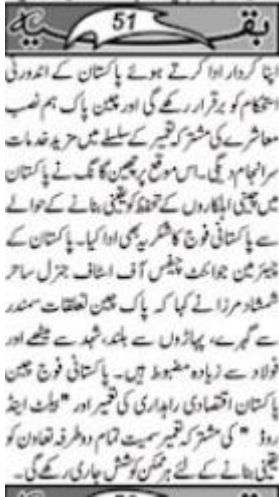 بقیہ 51
اپنا کردار ادا کرتے ہوئے پاکستان کے اندورنی
استحکام کو برقرار رکھے گی اور چین پاک ہم نصب
معاشرے کی مشترکہ تعمیر کے سلسلے میں مزید خدمات
سرانجام دیگی۔ اس موقع پر چھین گانگ نے پاکستان
میں چینی اہلکاروں کے تحفظ کو یقینی بنانے کے حوالے
سے پاکستانی فوج کا شکریہ بھی ادا کیا۔ پاکستان کے
چیئرمین جوائنٹ چیفس آف اسٹاف جنرل ساحر
شمشاد مرزا نے کہا کہ پاک چین تعلقات سمندر
سے گہرے، پہاڑوں سے بلند، شہد سے میٹھے اور
فولاد سے زیادہ مضبوط ہیں۔ پاکستانی فوج چین
پاکستان اقتصادی راہداری کی تعمیر اور "بیلٹ اینڈ
روڈ" کی مشترکہ تعمیر سمیت تمام دوطرفہ تعاون کو
یقینی بنانے کے لئے ہر ممکن کوشش جاری رکھے گی۔